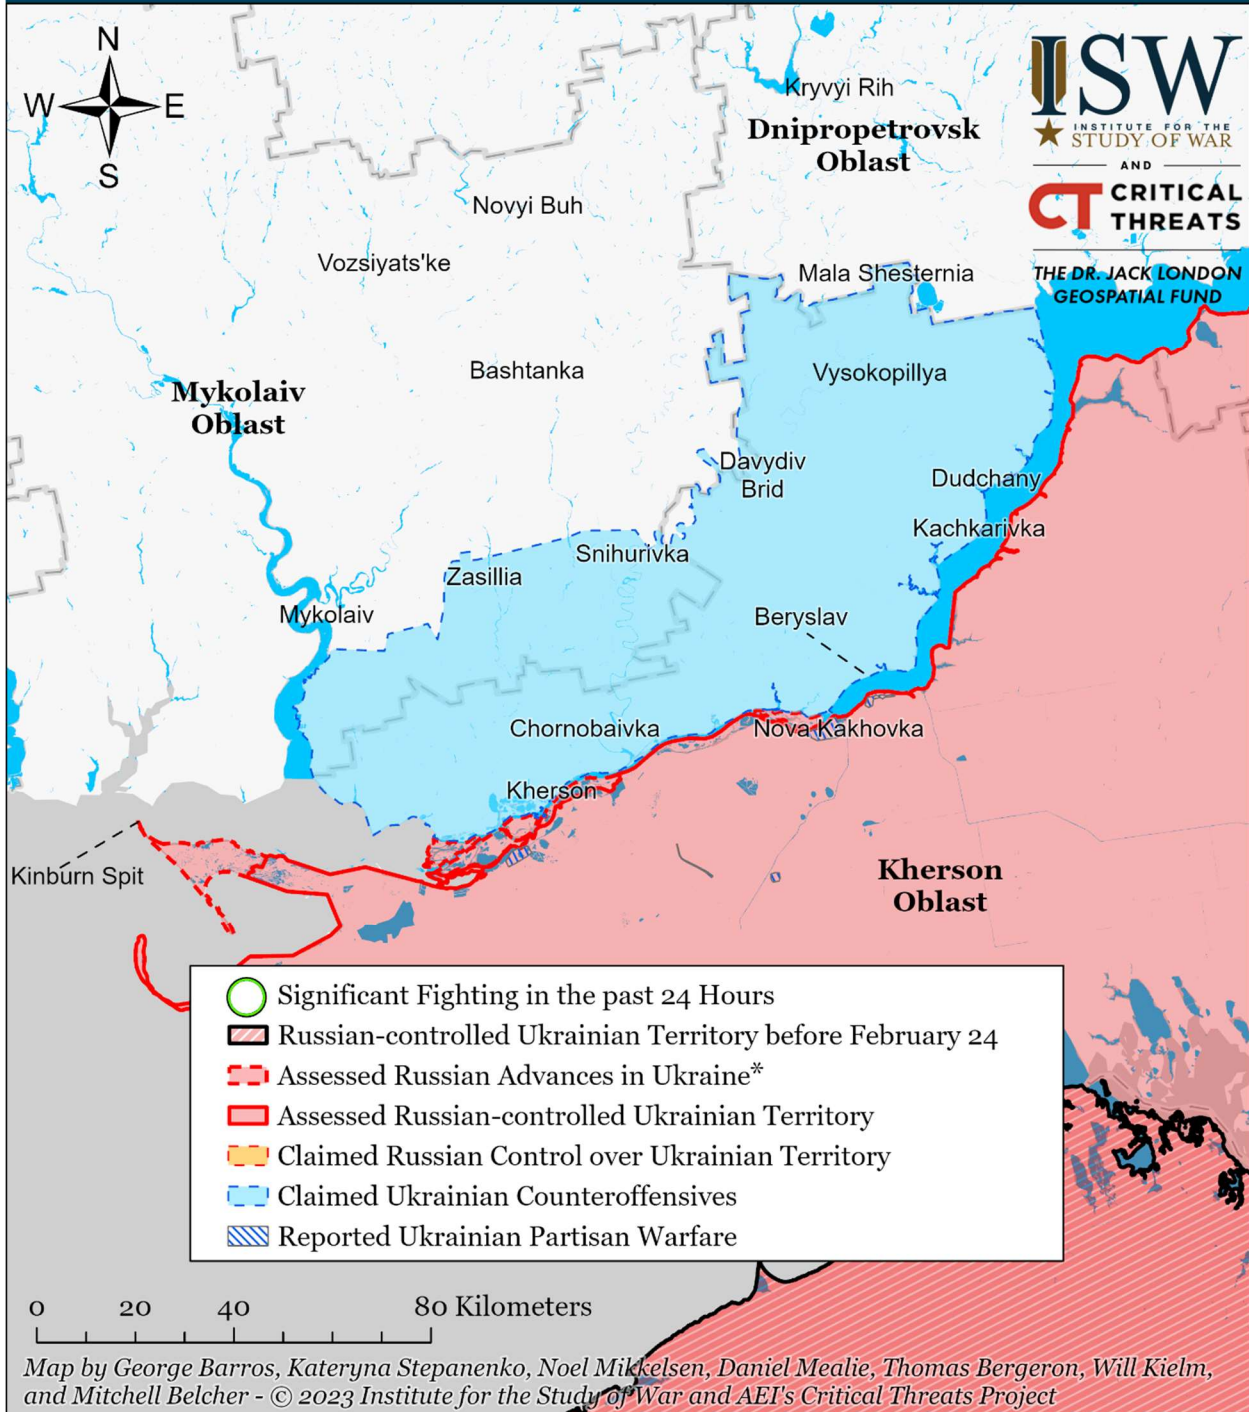 N
W
E
S
ISW
INSTITUTE FOR THE
STUDY OF WAR
AND
CT CRITICAL
THREATS
THE DR. JACK LONDON
GEOSPATIAL FUND
Kryvyi Rih
Dnipropetrovsk
Oblast
Novyi Buh
Vozsiyats'ke
Mala Shesternia
Bashtanka
Vysokopillya
Mykolaiv
Oblast
Davydiv
Brid
Dudchany
Kachkarivka
Snihurivka
Zasillia
Mykolaiv
Beryslav
Chornobaivka
Nova Kakhovka
Kherson
Kinburn Spit
Kherson
Oblast
Significant Fighting in the past 24 Hours
Russian-controlled Ukrainian Territory before February 24
Assessed Russian Advances in Ukraine*
Assessed Russian-controlled Ukrainian Territory
Claimed Russian Control over Ukrainian Territory
Claimed Ukrainian Counteroffensives
Reported Ukrainian Partisan Warfare
0 20 40 80 Kilometers
Map by George Barros, Kateryna Stepanenko, Noel Mikkelsen, Daniel Mealie, Thomas Bergeron, Will Kielm,
and Mitchell Belcher - © 2023 Institute for the Study of War and AEI's Critical Threats Project